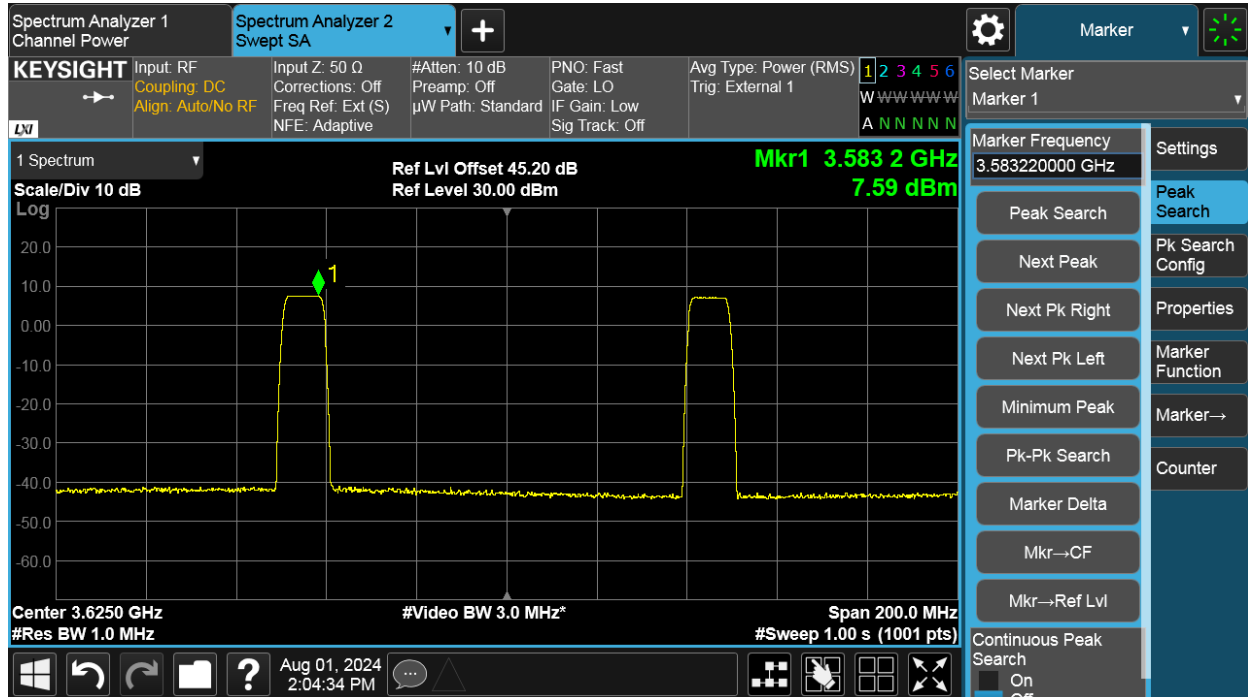 Spectrum Analyzer 1
Channel Power
Spectrum Analyzer 2
Swept SA
+
Marker
KEYSIGHT
LXI
Input: RF
Coupling: DC
Align: Auto/No RF
Input Z: 50 Ω
Corrections: Off
Freq Ref: Ext (S)
NFE: Adaptive
#Atten: 10 dB
Preamp: Off
µW Path: Standard
PNO: Fast
Gate: LO
IF Gain: Low
Sig Track: Off
Avg Type: Power (RMS)
Trig: External 1
1 2 3 4 5 6
W W W W W W
A N N N N N
Select Marker
Marker 1
Marker Frequency
3.583220000 GHz
Peak Search
Next Peak
Next Pk Right
Next Pk Left
Minimum Peak
Pk-Pk Search
Marker Delta
Mkr→CF
Mkr→Ref Lvl
Continuous Peak
Search
On
Off
Settings
Peak
Search
Pk Search
Config
Properties
Marker
Function
Marker→
Counter
1 Spectrum
Scale/Div 10 dB
Ref Lvl Offset 45.20 dB
Ref Level 30.00 dBm
Mkr1 3.583 2 GHz
7.59 dBm
Log
20.0
10.0
0.00
-10.0
-20.0
-30.0
-40.0
-50.0
-60.0
1
Center 3.6250 GHz
#Res BW 1.0 MHz
#Video BW 3.0 MHz*
Span 200.0 MHz
#Sweep 1.00 s (1001 pts)
?
Aug 01, 2024
2:04:34 PM